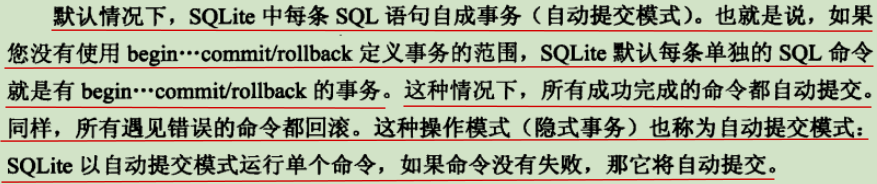 默认情况下，SQLite 中每条 SQL 语句自成事务（自动提交模式）。也就是说，如果
您没有使用 begin···commit/rollback 定义事务的范围，SQLite 默认每条单独的 SQL 命令
就是有 begin···commit/rollback 的事务。这种情况下，所有成功完成的命令都自动提交。
同样，所有遇见错误的命令都回滚。这种操作模式（隐式事务）也称为自动提交模式：
SQLite 以自动提交模式运行单个命令，如果命令没有失败，那它将自动提交。